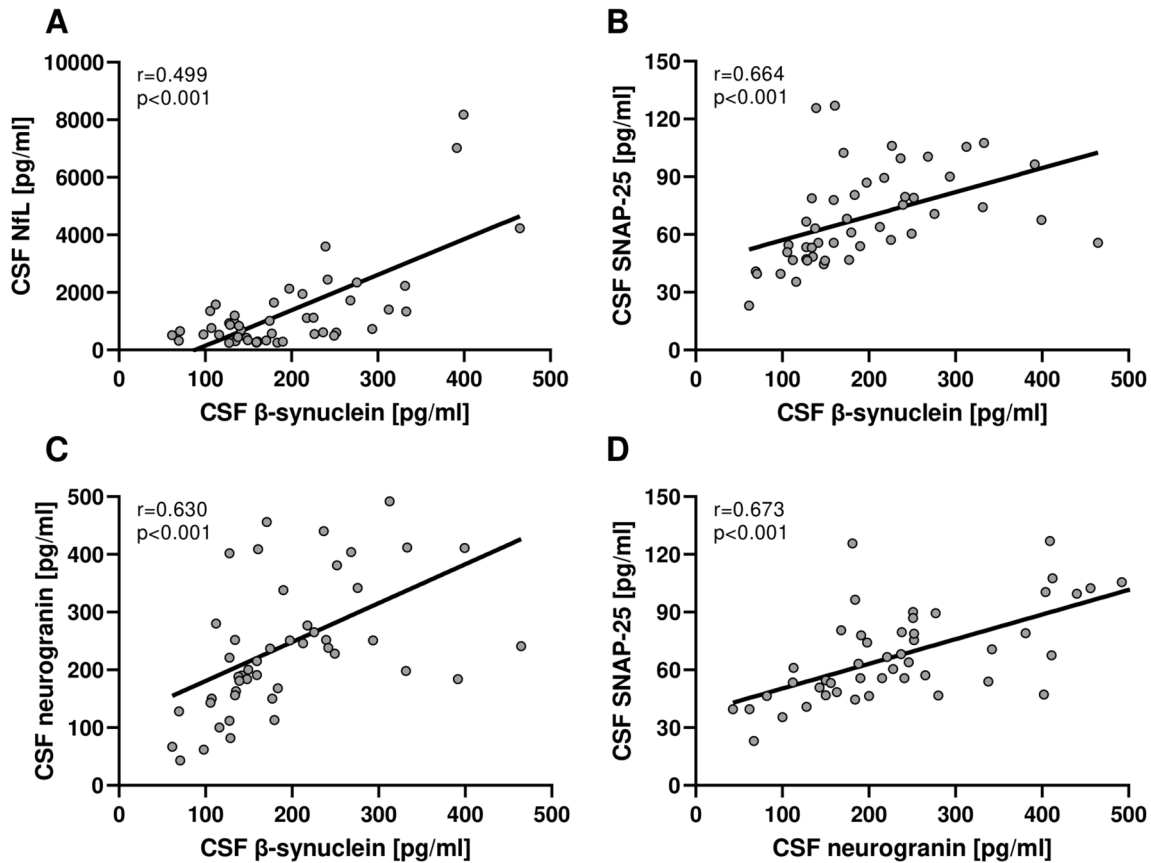 A
CSF NfL [pg/ml]
r=0.499
p<0.001
10000
8000
6000
4000
2000
0
0 100 200 300 400 500
CSF β-synuclein [pg/ml]
B
CSF SNAP-25 [pg/ml]
r=0.664
p<0.001
150
120
90
60
30
0
0 100 200 300 400 500
CSF β-synuclein [pg/ml]
C
CSF neurogranin [pg/ml]
r=0.630
p<0.001
500
400
300
200
100
0
0 100 200 300 400 500
CSF β-synuclein [pg/ml]
D
CSF SNAP-25 [pg/ml]
r=0.673
p<0.001
150
120
90
60
30
0
0 100 200 300 400 500
CSF neurogranin [pg/ml]